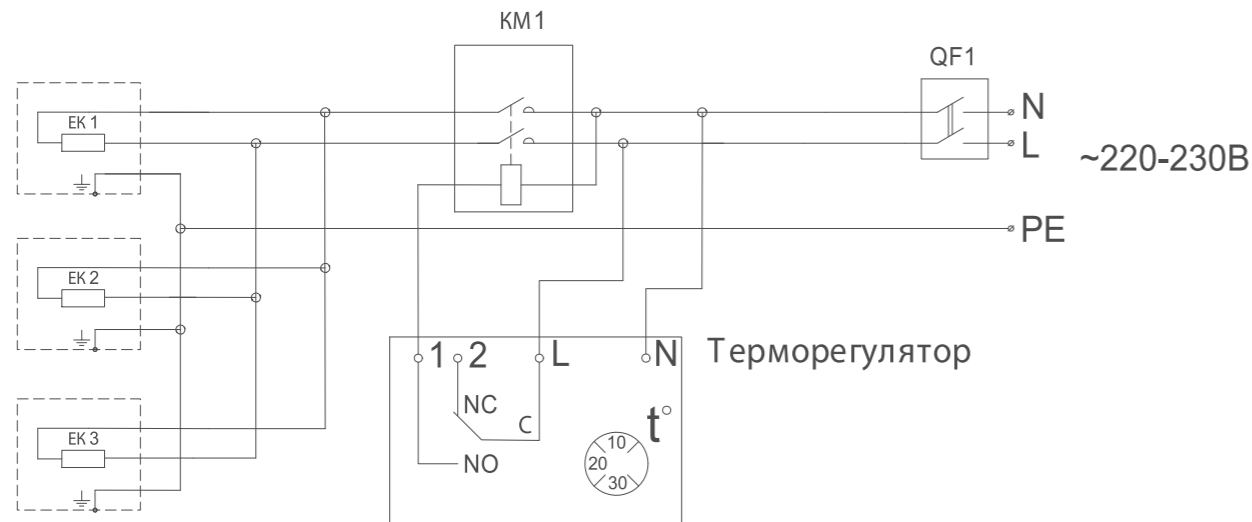 KM1
QF1
EK 1
N
L
~220-230В
PE
EK 2
1 2 L N
Терморегулятор
NC
C
t°
EK 3
NO
10
20
30